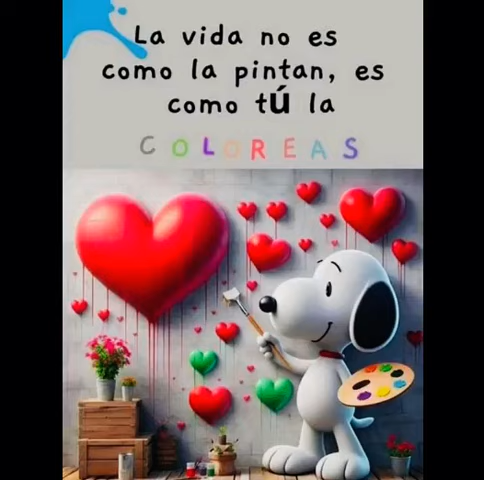 La vida no es
como la pintan, es
como tú la
COLOREAS